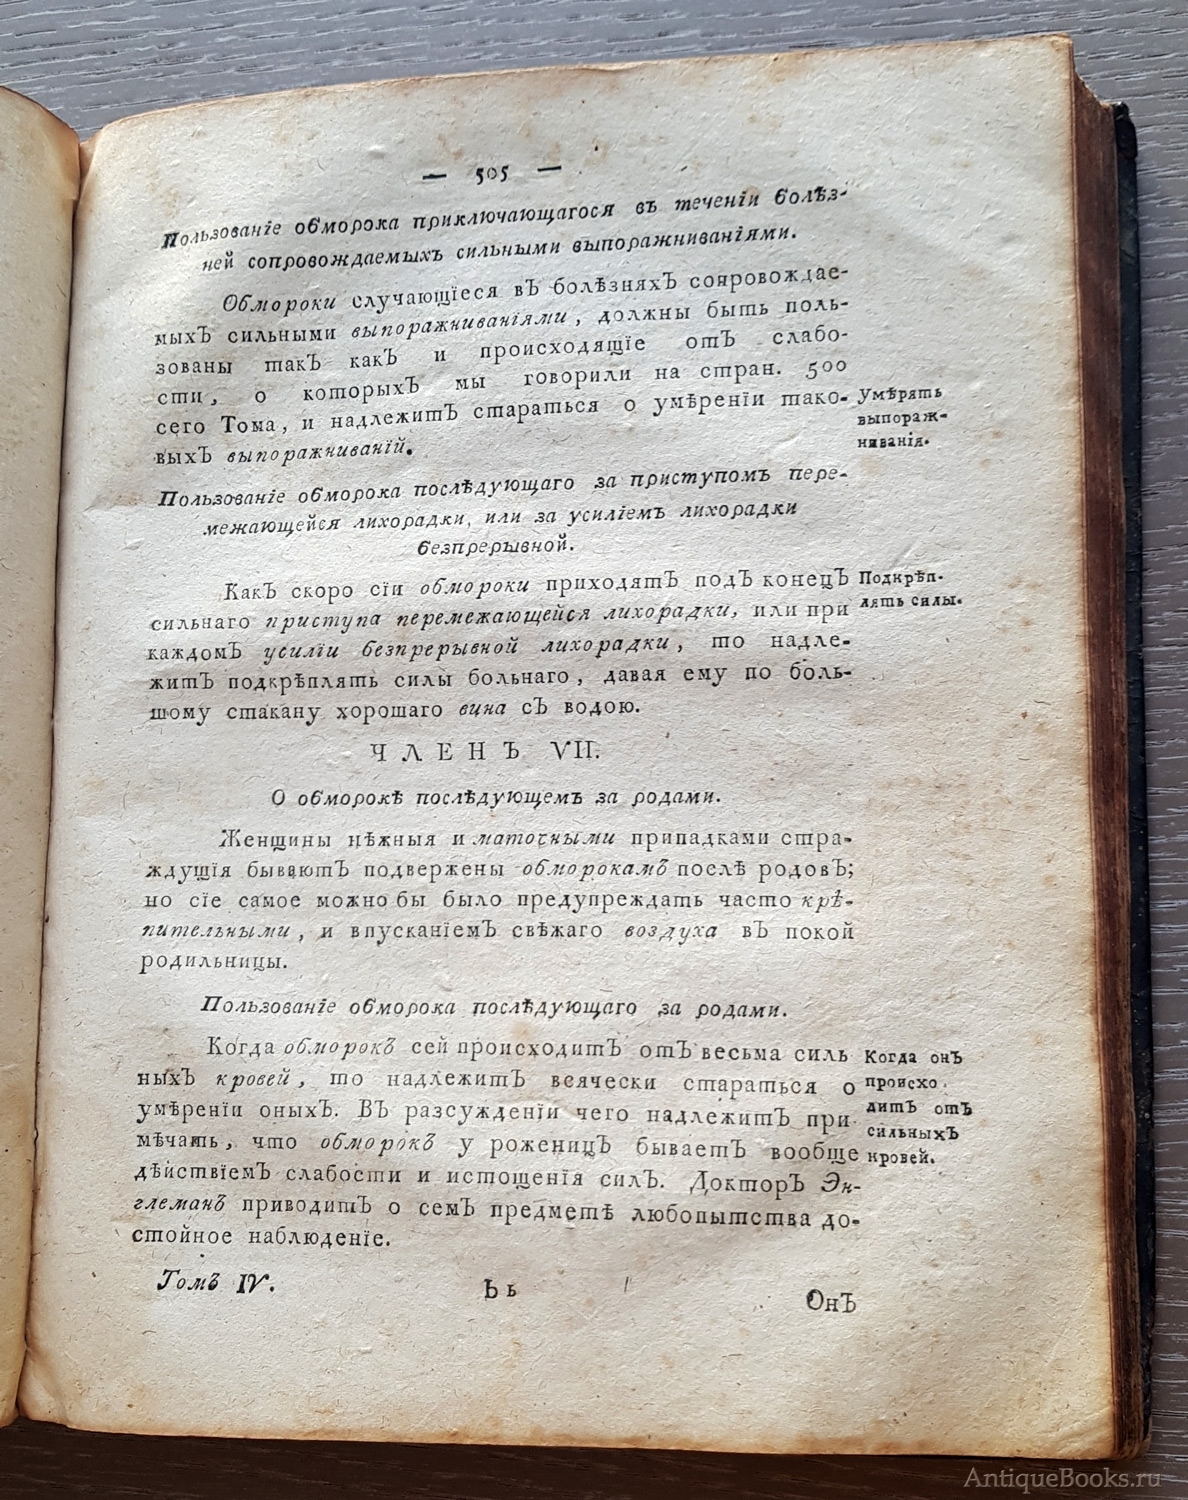 — 505 —
Пользованіе обморока приключающагося въ теченіи болѣз-
ней сопровождаемыхъ сильными выпоражниваніями.
Обмороки случающіеся въ болѣзняхъ сопровождае-
мыхъ сильными выпоражниваніями, должны быть поль-
зованы такъ какъ и происходящіе отъ слабо-
сти, о которыхъ мы говорили на стран. 500
сего Тома, и надлежитъ стараться о умѣреніи тако-
выхъ выпоражниваній.
Умѣрять
выпораж-
ниванія.
Пользованіе обморока послѣдующаго за приступомъ пере-
межающейся лихорадки, или за усиліемъ лихорадки
безпрерывной.
Какъ скоро сіи обмороки приходятъ подъ конецъ
сильнаго приступа перемежающейся лихорадки, или при
каждомъ усиліи безпрерывной лихорадки, то надле-
житъ подкрѣплять силы больнаго, давая ему по боль-
шому стакану хорошаго вина съ водою.
Подкрѣп-
лять силы.
ЧЛЕНЪ VII.
О обморокѣ послѣдующемъ за родами.
Женщины нѣжныя и маточными припадками стра-
ждущія бываютъ подвержены обморокамъ послѣ родовъ;
но сіе самое можно бы было предупреждать часто крѣ-
пительными, и впусканіемъ свѣжаго воздуха въ покой
родильницы.
Пользованіе обморока послѣдующаго за родами.
Когда обморокъ сей происходитъ отъ весьма силь
ныхъ кровей, то надлежитъ всячески стараться о
умѣреніи оныхъ. Въ разсужденіи чего надлежитъ при
мѣчать, что обморокъ у роженицъ бываетъ вообще
дѣйствіемъ слабости и истощенія силъ. Докторъ Эн-
глеманъ приводитъ о семъ предметѣ любопытства до-
стойное наблюденіе.
Когда онъ
происхо-
дитъ отъ
сильныхъ
кровей.
Томъ IV.
Ьь
Онъ
AntiqueBooks.ru